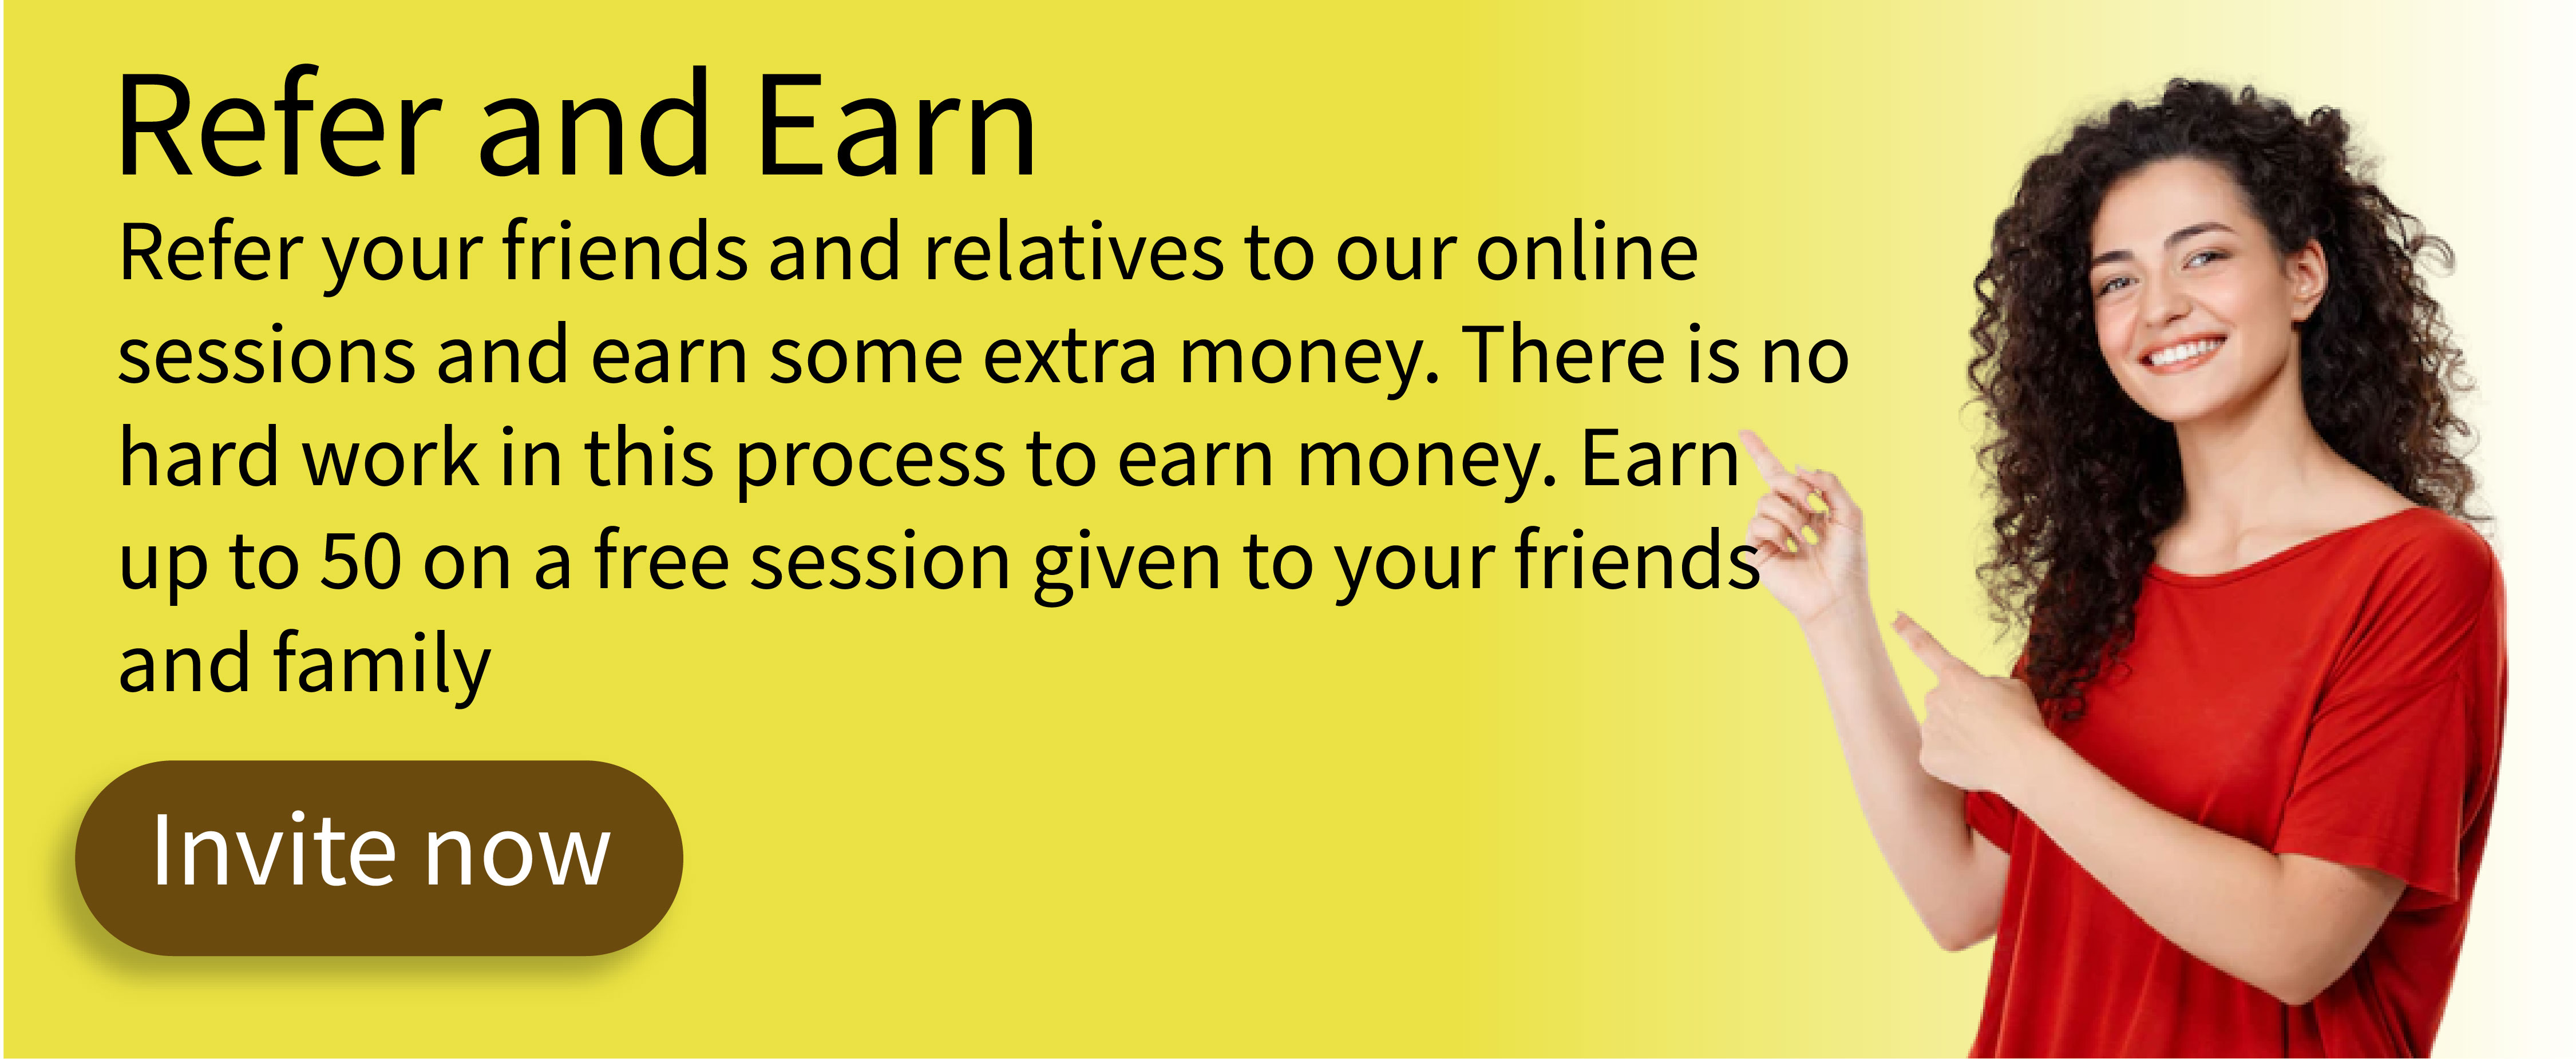 Refer and Earn
Refer your friends and relatives to our online
sessions and earn some extra money. There is no
hard work in this process to earn money. Earn
up to 50 on a free session given to your friends
and family
Invite now